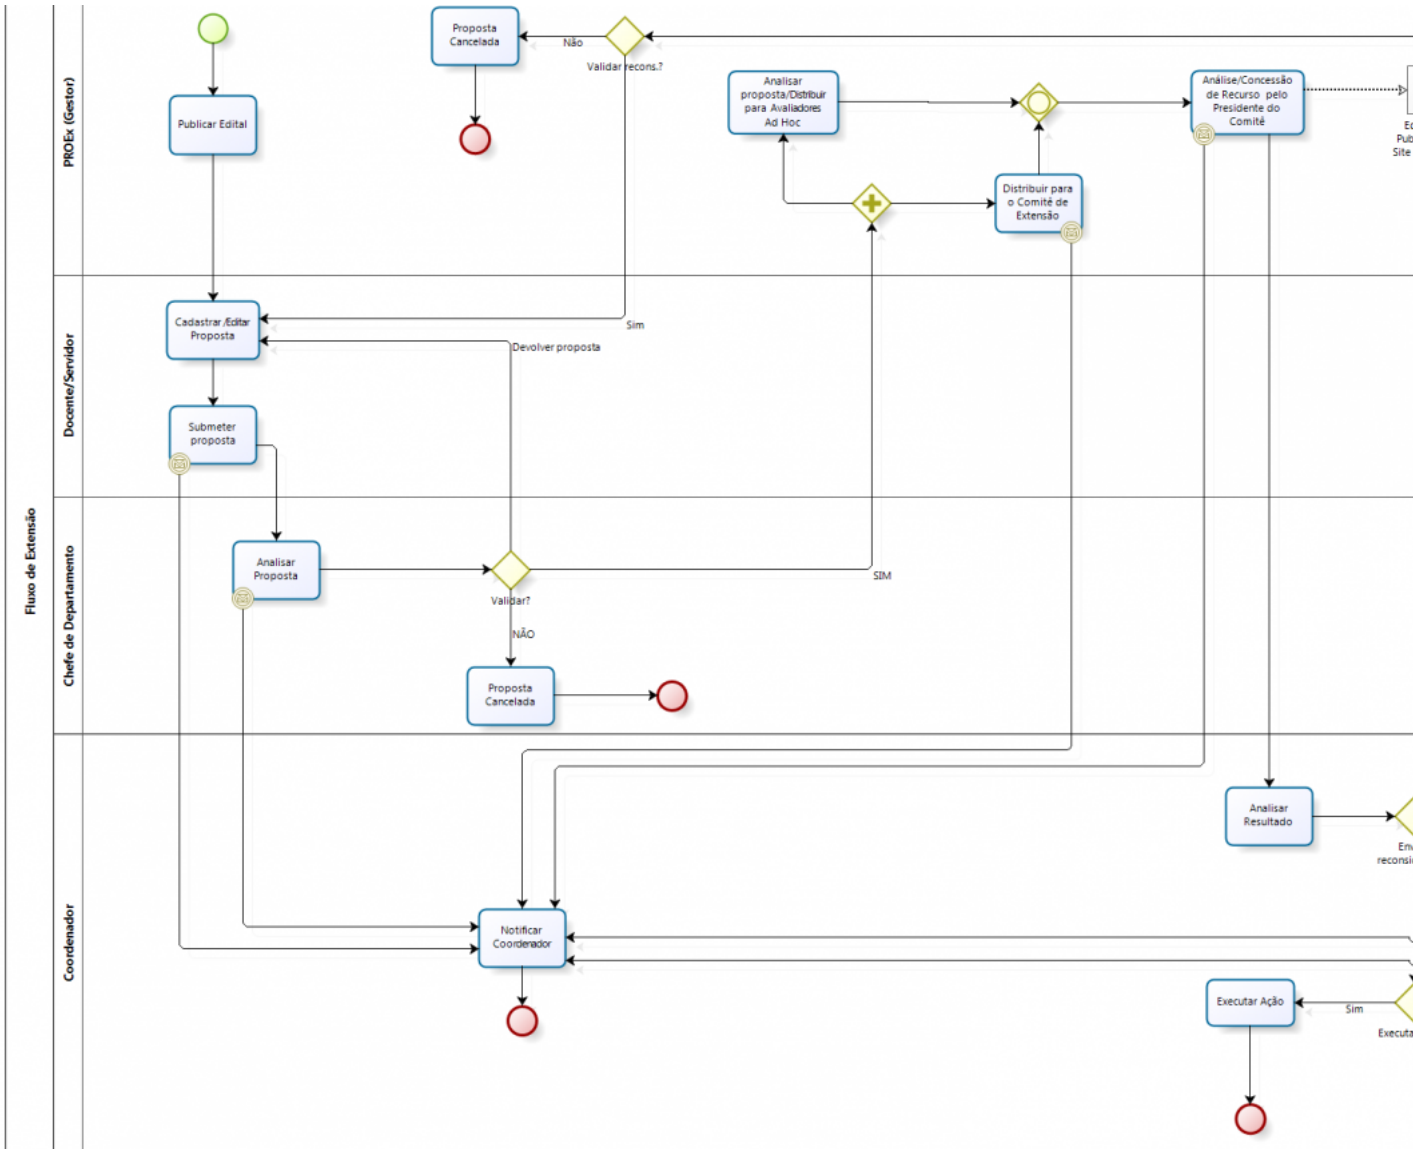 Fluxo de Extensão
PROEx (Gestor)
Proposta
Cancelada
Não
Validar recons.?
Publicar Edital
Analisar
proposta/Distribuir
para Avaliadores
Ad Hoc
Análise/Concessão
de Recurso pelo
Presidente do
Comitê
Site
Distribuir para
o Comitê de
Extensão
Docente/Servidor
Cadastrar /Editar
Proposta
Sim
Devolver proposta
Submeter
proposta
Chefe de Departamento
Analisar
Proposta
Validar?
SIM
NÃO
Proposta
Cancelada
Coordenador
Analisar
Resultado
Notificar
Coordenador
Executar Ação
Sim